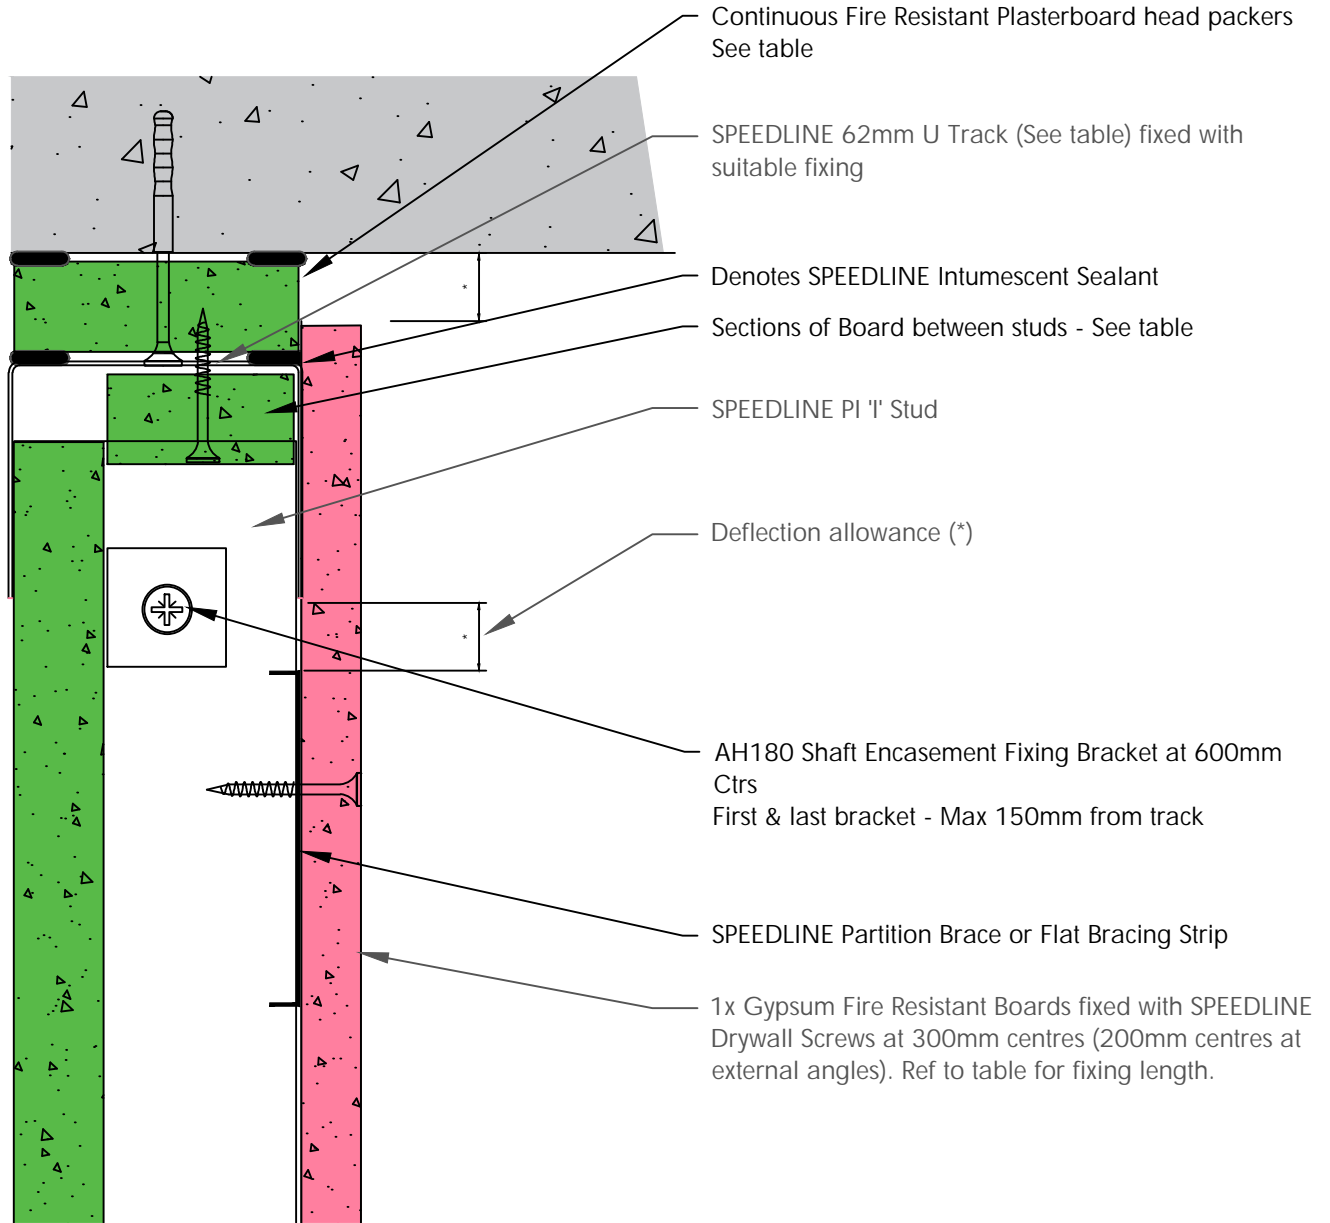 Continuous Fire Resistant Plasterboard head packers
See table
SPEEDLINE 62mm U Track (See table) fixed with
suitable fixing
*
Denotes SPEEDLINE Intumescent Sealant
Sections of Board between studs - See table
SPEEDLINE PI 'I' Stud
Deflection allowance (*)
*
AH180 Shaft Encasement Fixing Bracket at 600mm
Ctrs
First & last bracket - Max 150mm from track
SPEEDLINE Partition Brace or Flat Bracing Strip
1x Gypsum Fire Resistant Boards fixed with SPEEDLINE
Drywall Screws at 300mm centres (200mm centres at
external angles). Ref to table for fixing length.